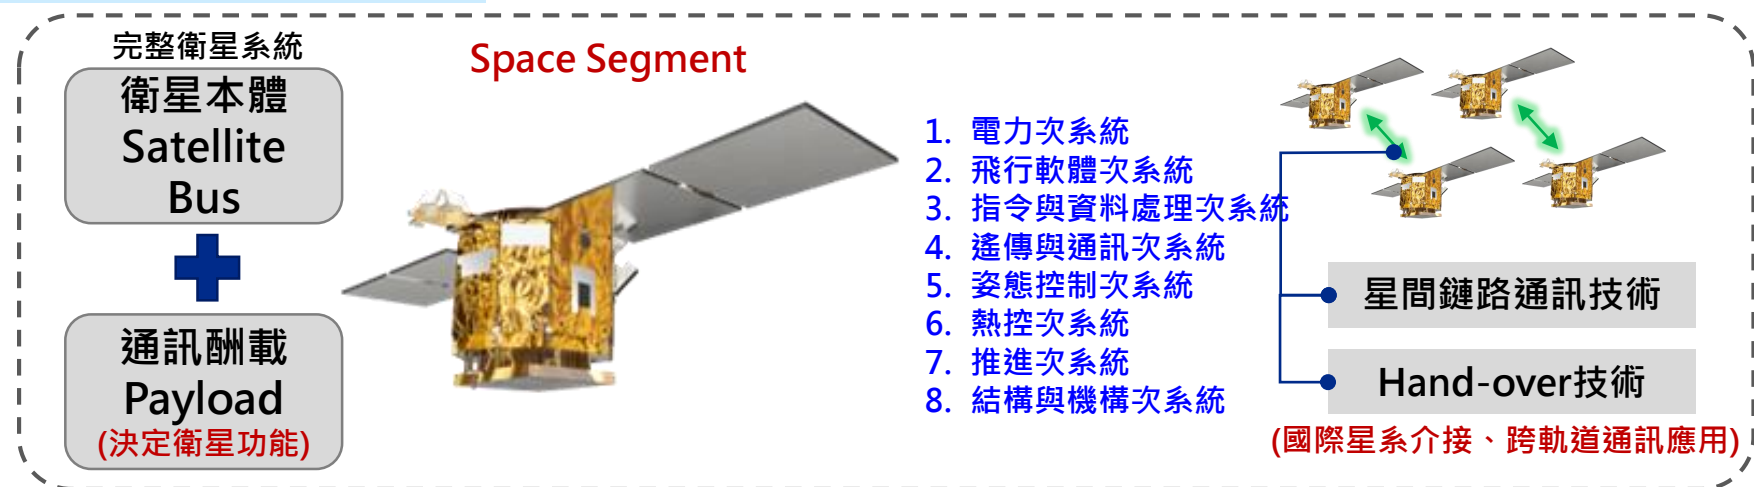 完整衛星系統
衛星本體
Satellite
Bus
通訊酬載
Payload
(決定衛星功能)
Space Segment
1. 電力次系統
2. 飛行軟體次系統
3. 指令與資料處理次系統
4. 遙傳與通訊次系統
5. 姿態控制次系統
6. 熱控次系統
7. 推進次系統
8. 結構與機構次系統
星間鏈路通訊技術
Hand-over技術
(國際星系介接、跨軌道通訊應用)